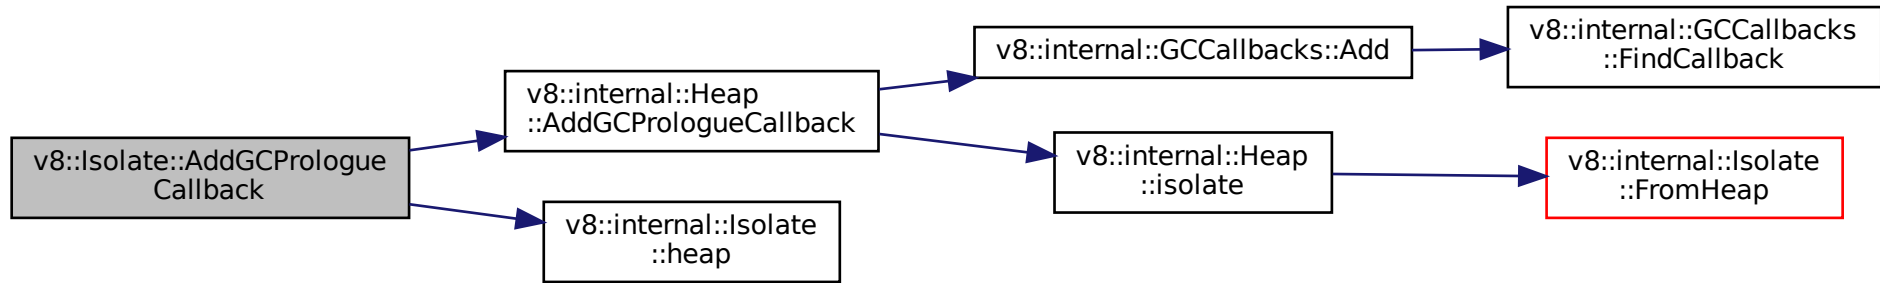 v8::Isolate::AddGCPrologue
Callback
v8::internal::Heap
::AddGCPrologueCallback
v8::internal::Isolate
::heap
v8::internal::GCCallbacks::Add
v8::internal::Heap
::isolate
v8::internal::GCCallbacks
::FindCallback
v8::internal::Isolate
::FromHeap